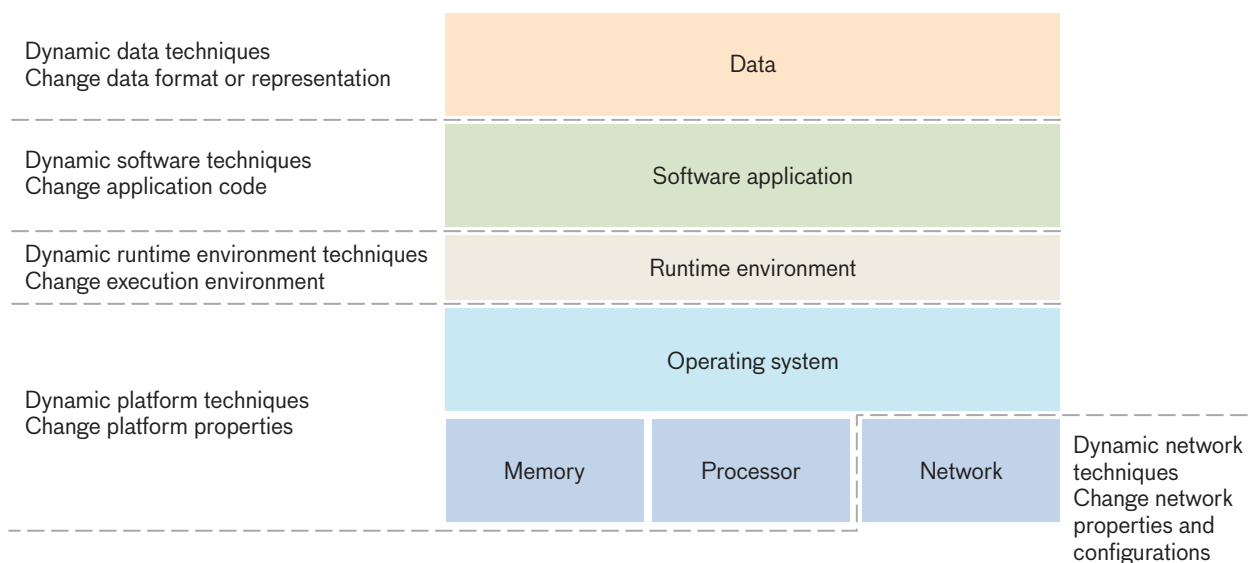 Dynamic data techniques
Change data format or representation
Data
Dynamic software techniques
Change application code
Software application
Dynamic runtime environment techniques
Change execution environment
Runtime environment
Operating system
Dynamic platform techniques
Change platform properties
Memory
Processor
Network
Dynamic network
techniques
Change network
properties and
configurations